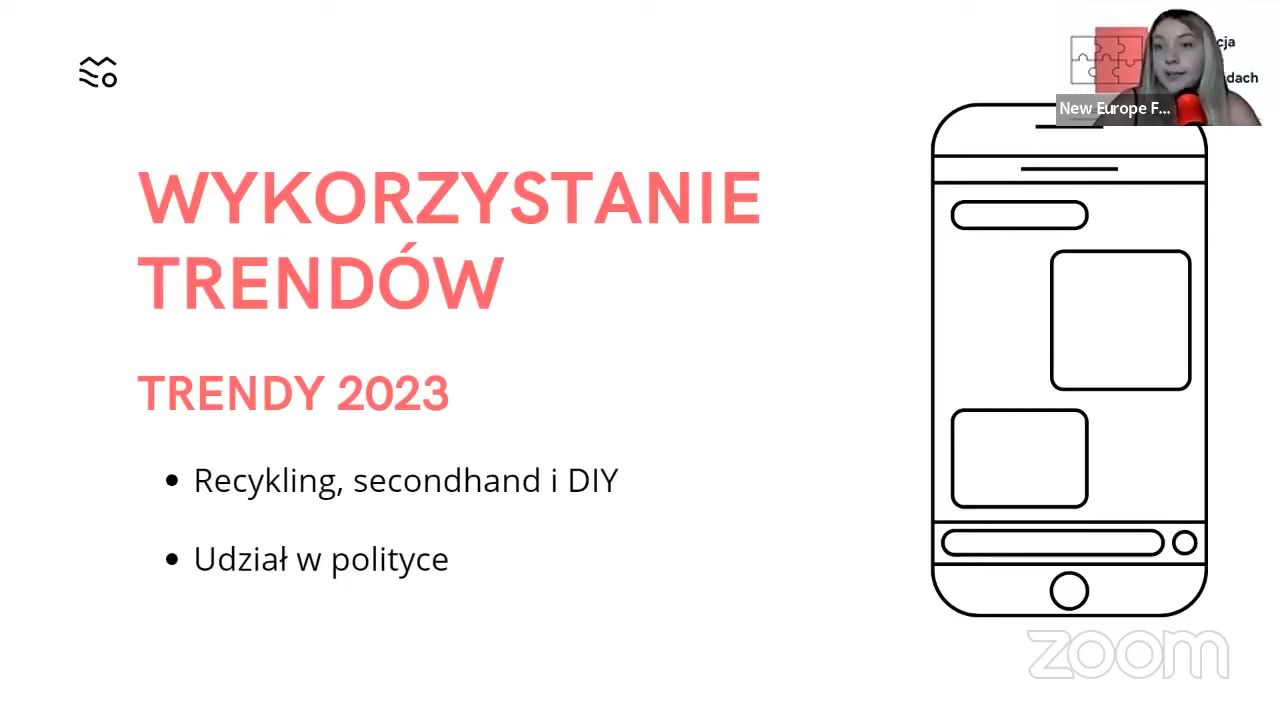 WYKORZYSTANIE
TRENDÓW
TRENDY 2023
• Recykling, secondhand i DIY
• Udział w polityce
New Europe F...
zoom